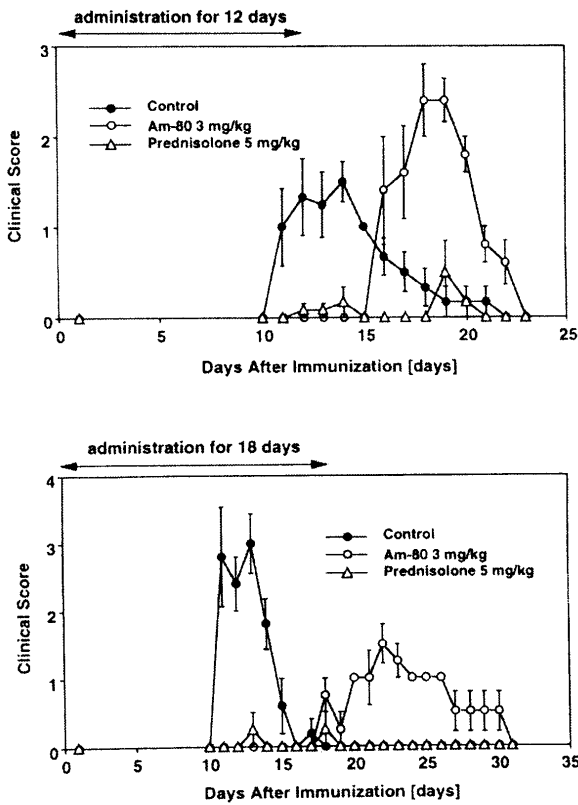 administration for 12 days
3
2
1
0
Clinical Score
Control
Am-80 3 mg/kg
Prednisolone 5 mg/kg
0 5 10 15 20 25
Days After Immunization [days]
administration for 18 days
4
3
2
1
0
Clinical Score
Control
Am-80 3 mg/kg
Prednisolone 5 mg/kg
0 5 10 15 20 25 30 35
Days After Immunization [days]